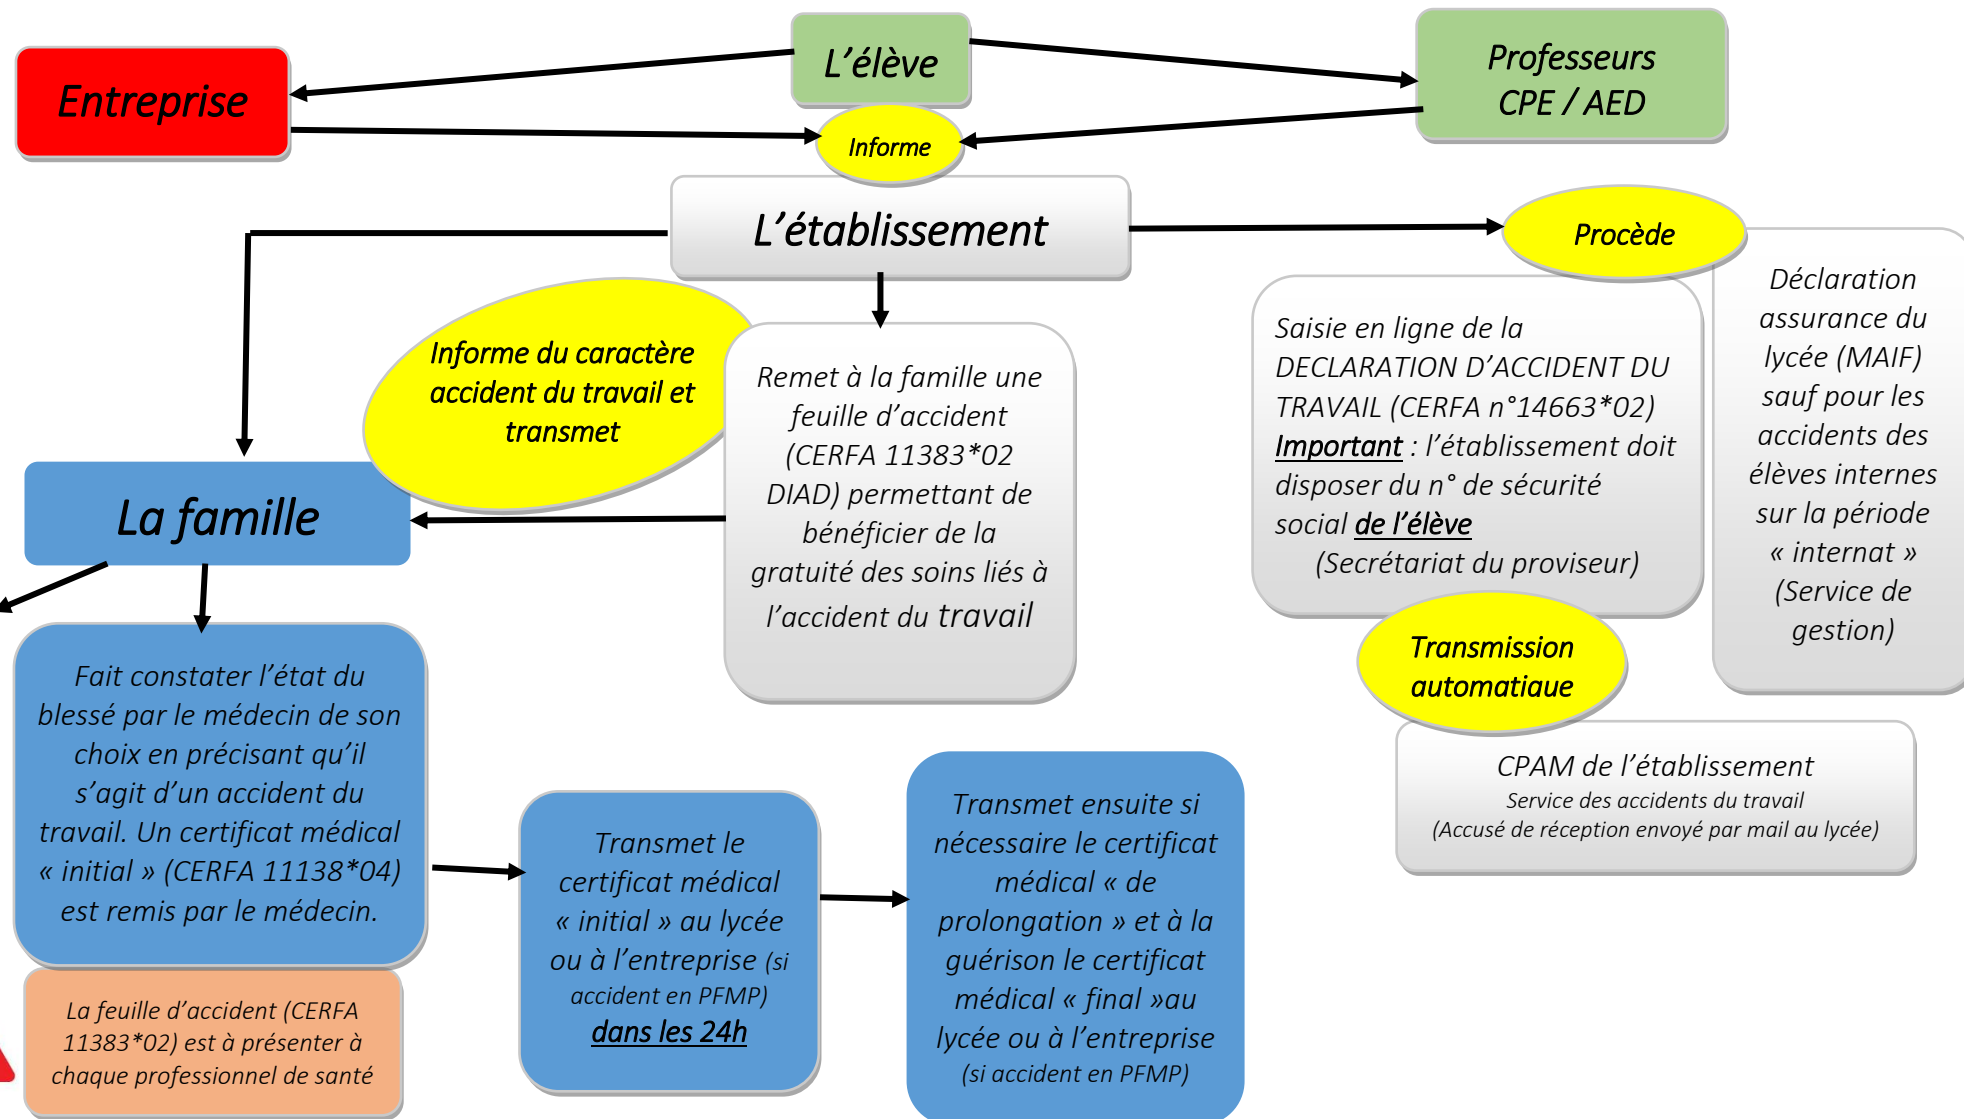 L’élève
Entreprise
Professeurs
CPE / AED
Informe
L’établissement
Procède
Informe du caractère
accident du travail et
transmet
Remet à la famille une
feuille d’accident
(CERFA 11383*02
DIAD) permettant de
bénéficier de la
gratuité des soins liés à
l’accident du travail
Saisie en ligne de la
DECLARATION D’ACCIDENT DU
TRAVAIL (CERFA n°14663*02)
Important : l’établissement doit
disposer du n° de sécurité
social de l’élève
(Secrétariat du proviseur)
Déclaration
assurance du
lycée (MAIF)
sauf pour les
accidents des
élèves internes
sur la période
« internat »
(Service de
gestion)
La famille
Transmission
automatique
CPAM de l’établissement
Service des accidents du travail
(Accusé de réception envoyé par mail au lycée)
Fait constater l’état du
blessé par le médecin de son
choix en précisant qu’il
s’agit d’un accident du
travail. Un certificat médical
« initial » (CERFA 11138*04)
est remis par le médecin.
La feuille d’accident (CERFA
11383*02) est à présenter à
chaque professionnel de santé
Transmet le
certificat médical
« initial » au lycée
ou à l’entreprise (si
accident en PFMP)
dans les 24h
Transmet ensuite si
nécessaire le certificat
médical « de
prolongation » et à la
guérison le certificat
médical « final »au
lycée ou à l’entreprise
(si accident en PFMP)